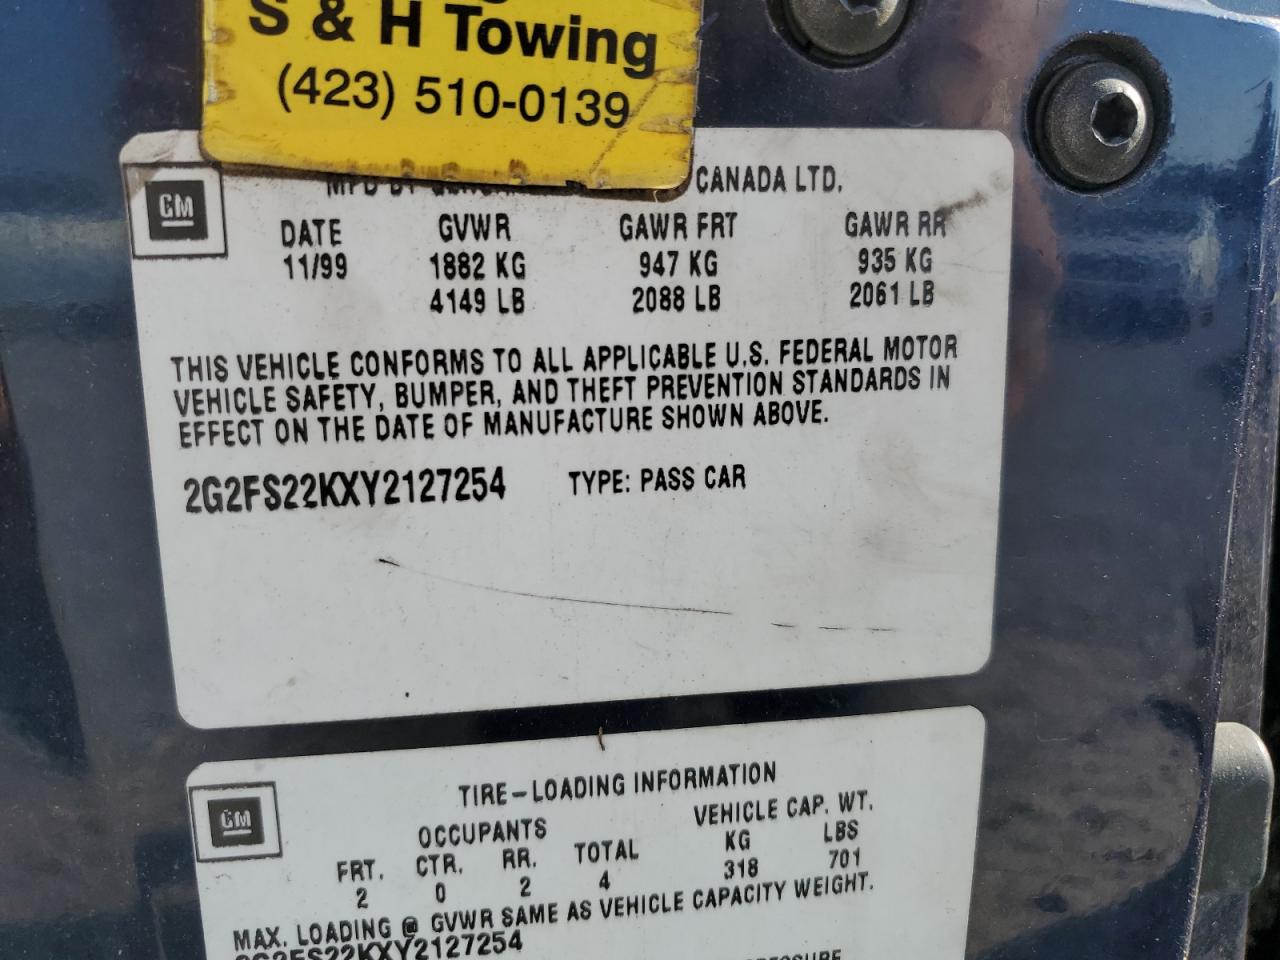 S & H Towing
(423) 510-0139
MFD BY CANADA LTD.
GM
DATE GVWR GAWR FRT GAWR RR
11/99 1882 KG 947 KG 935 KG
4149 LB 2088 LB 2061 LB
THIS VEHICLE CONFORMS TO ALL APPLICABLE U.S. FEDERAL MOTOR
VEHICLE SAFETY, BUMPER, AND THEFT PREVENTION STANDARDS IN
EFFECT ON THE DATE OF MANUFACTURE SHOWN ABOVE.
2G2FS22KXY2127254 TYPE: PASS CAR
GM
TIRE-LOADING INFORMATION
OCCUPANTS VEHICLE CAP. WT.
FRT. CTR. RR. TOTAL KG LBS
2 0 2 4 318 701
MAX. LOADING @ GVWR SAME AS VEHICLE CAPACITY WEIGHT.
2G2FS22KXY2127254